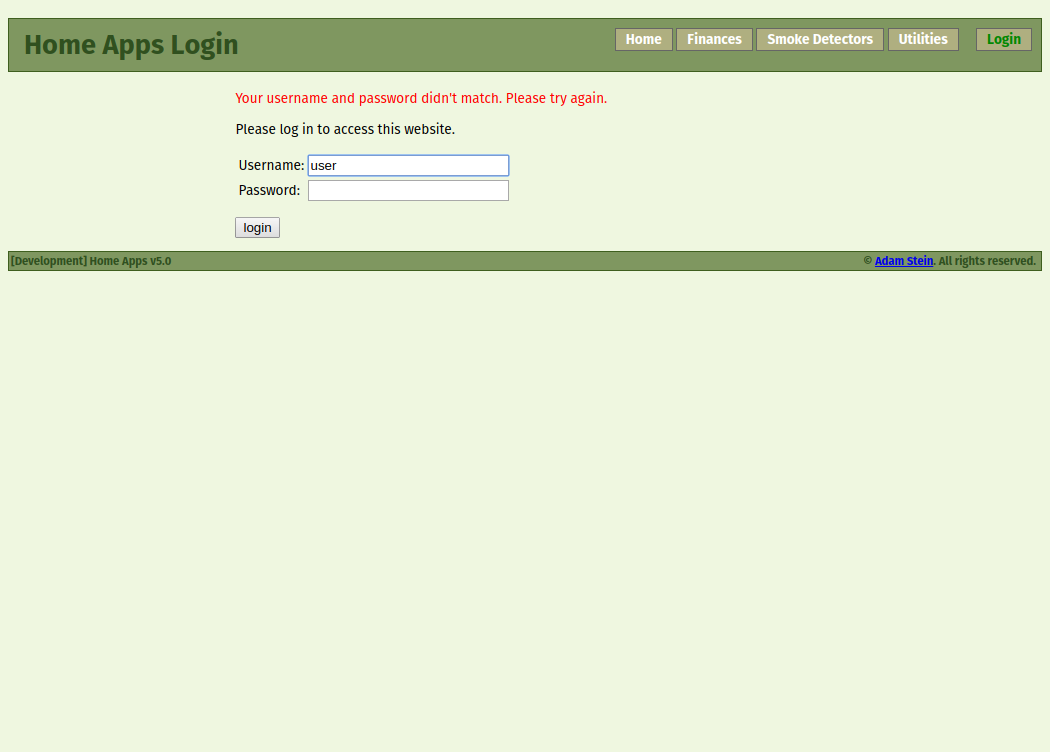 Home Apps Login
Home Finances Smoke Detectors Utilities Login
Your username and password didn't match. Please try again.
Please log in to access this website.
Username: user
Password:
login
[Development] Home Apps v5.0 © Adam Stein. All rights reserved.